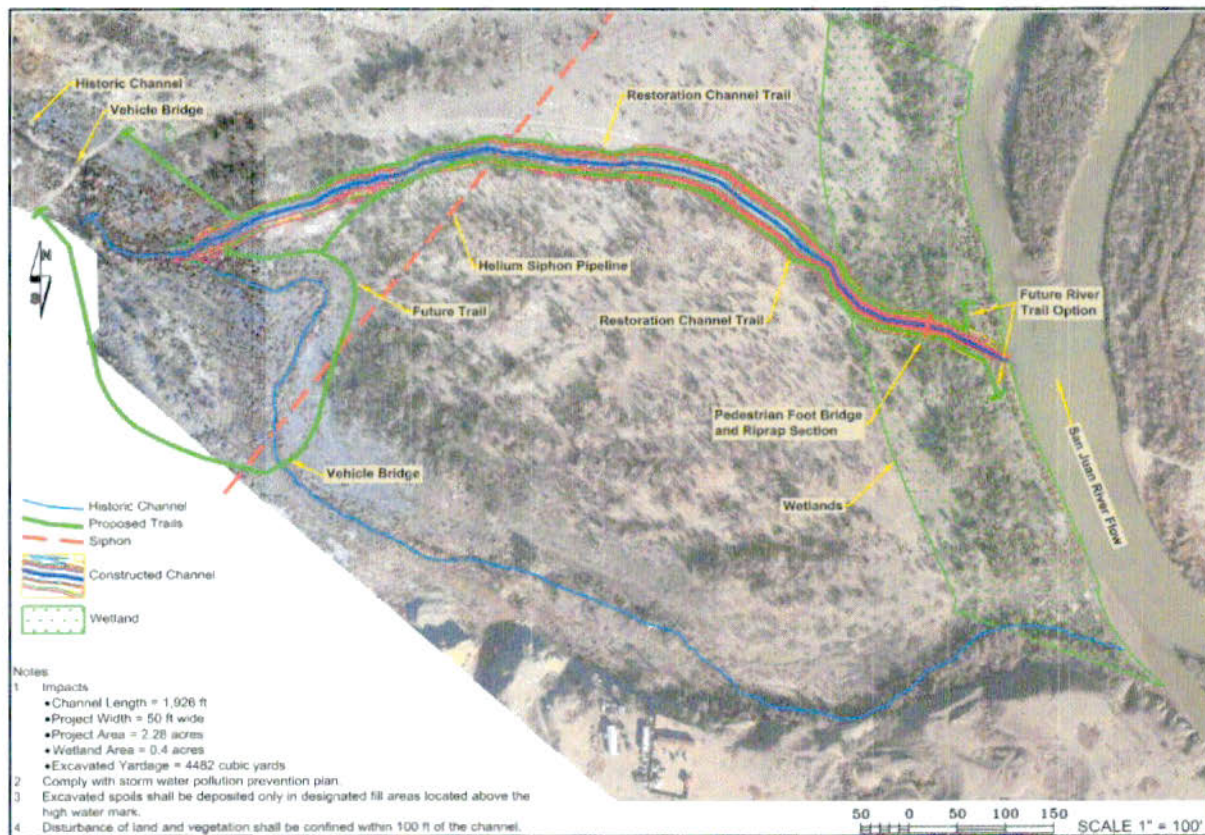 Historic Channel
Vehicle Bridge
Restoration Channel Trail
Helium Siphon Pipeline
Future Trail
Restoration Channel Trail
Future River
Trail Option
Pedestrian Foot Bridge
and Riprap Section
Vehicle Bridge
Wetlands
San Juan River Flow
N
S
Historic Channel
Proposed Trails
Siphon
Constructed Channel
Wetland
Notes
1 Impacts
•Channel Length = 1,926 ft
•Project Width = 50 ft wide
•Project Area = 2.28 acres
•Wetland Area = 0.4 acres
•Excavated Yardage = 4482 cubic yards
2 Comply with storm water pollution prevention plan.
3 Excavated spoils shall be deposited only in designated fill areas located above the
high water mark.
4 Disturbance of land and vegetation shall be confined within 100 ft of the channel.
50 0 50 100 150
SCALE 1" = 100'